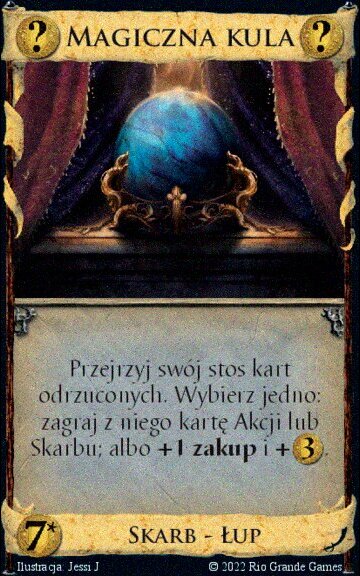 ? MAGICZNA KULA ?
Przejrzyj swój stos kart
odrzuconych. Wybierz jedno:
zagraj z niego kartę Akcji lub
Skarbu; albo +1 zakup i +3.
7* SKARB - ŁUP
Ilustracja: Jessi J © 2022 Rio Grande Games